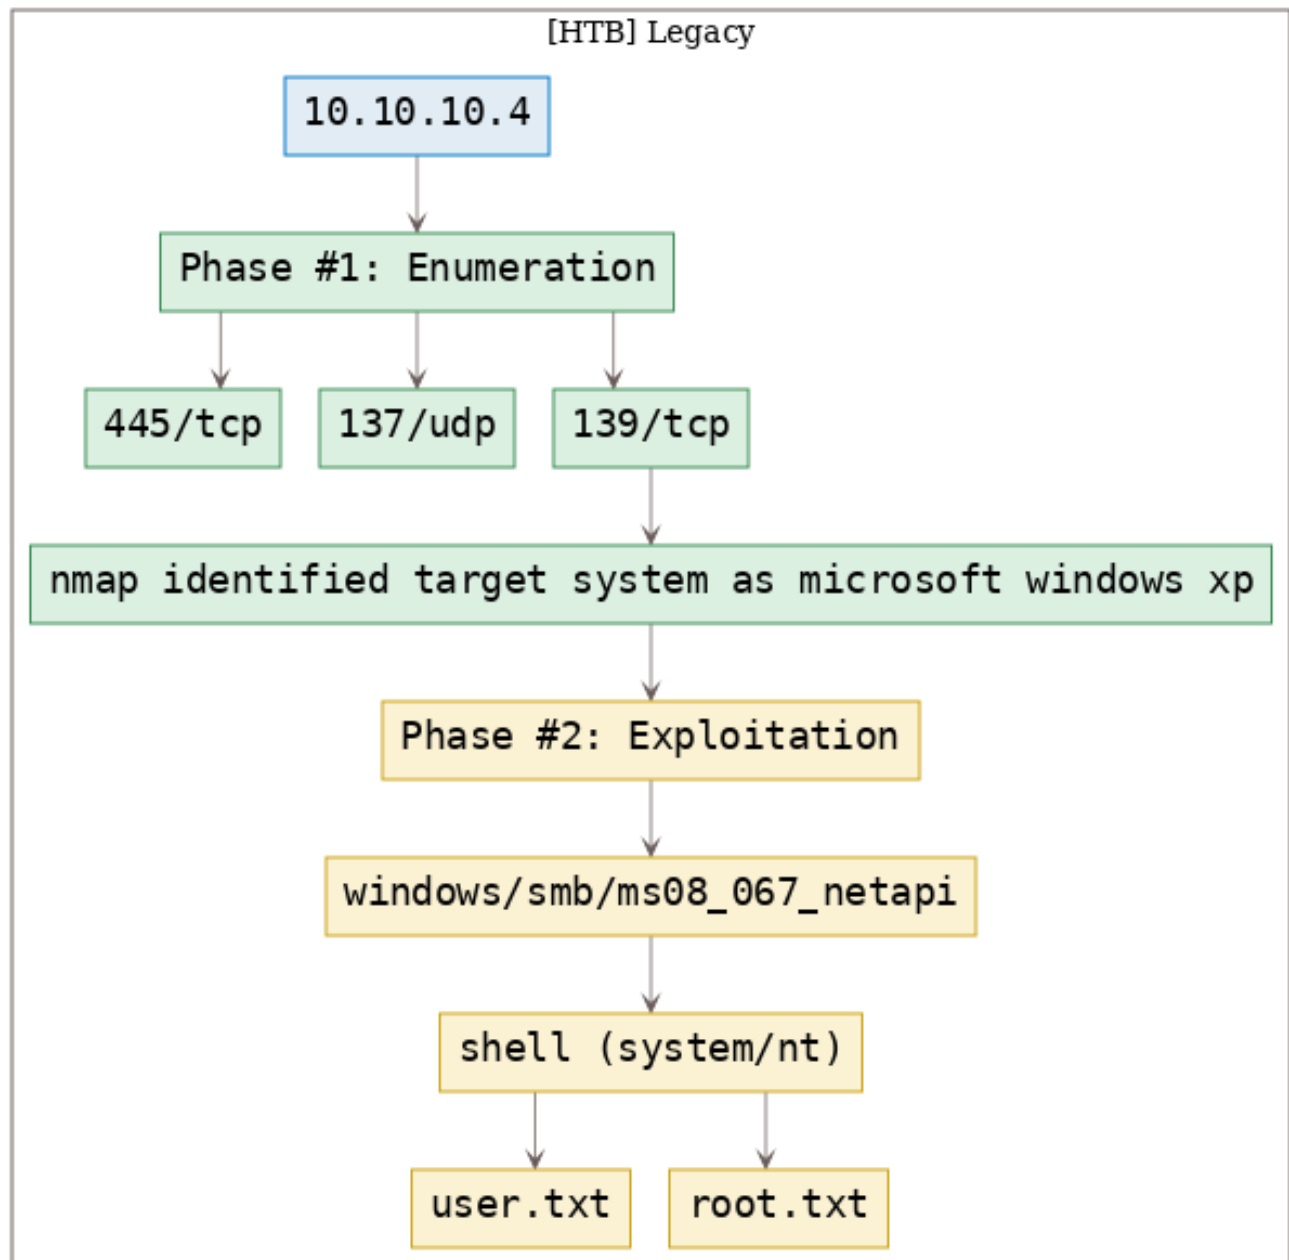 [HTB] Legacy
10.10.10.4
Phase #1: Enumeration
445/tcp 137/udp 139/tcp
nmap identified target system as microsoft windows xp
Phase #2: Exploitation
windows/smb/ms08_067_netapi
shell (system/nt)
user.txt root.txt